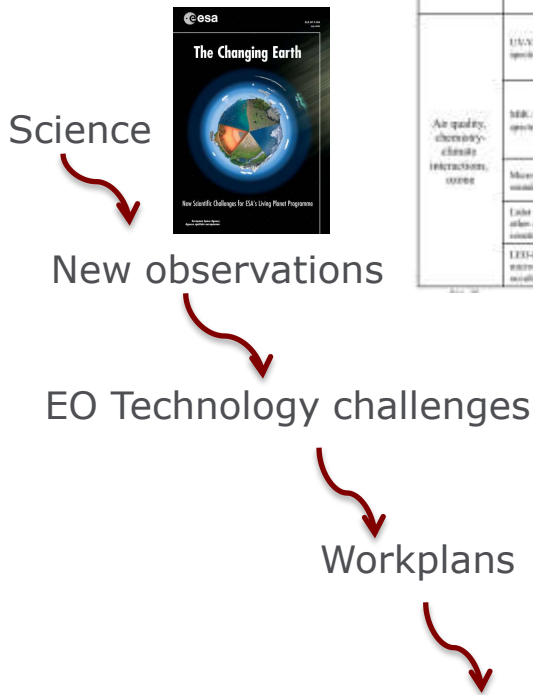 esa
The Changing Earth
Science
New Scientific Challenges for ESA's Living Planet Programme
New observations
EO Technology challenges
Workplans
Air quality,
chemistry-
climate
interactions,
ozone